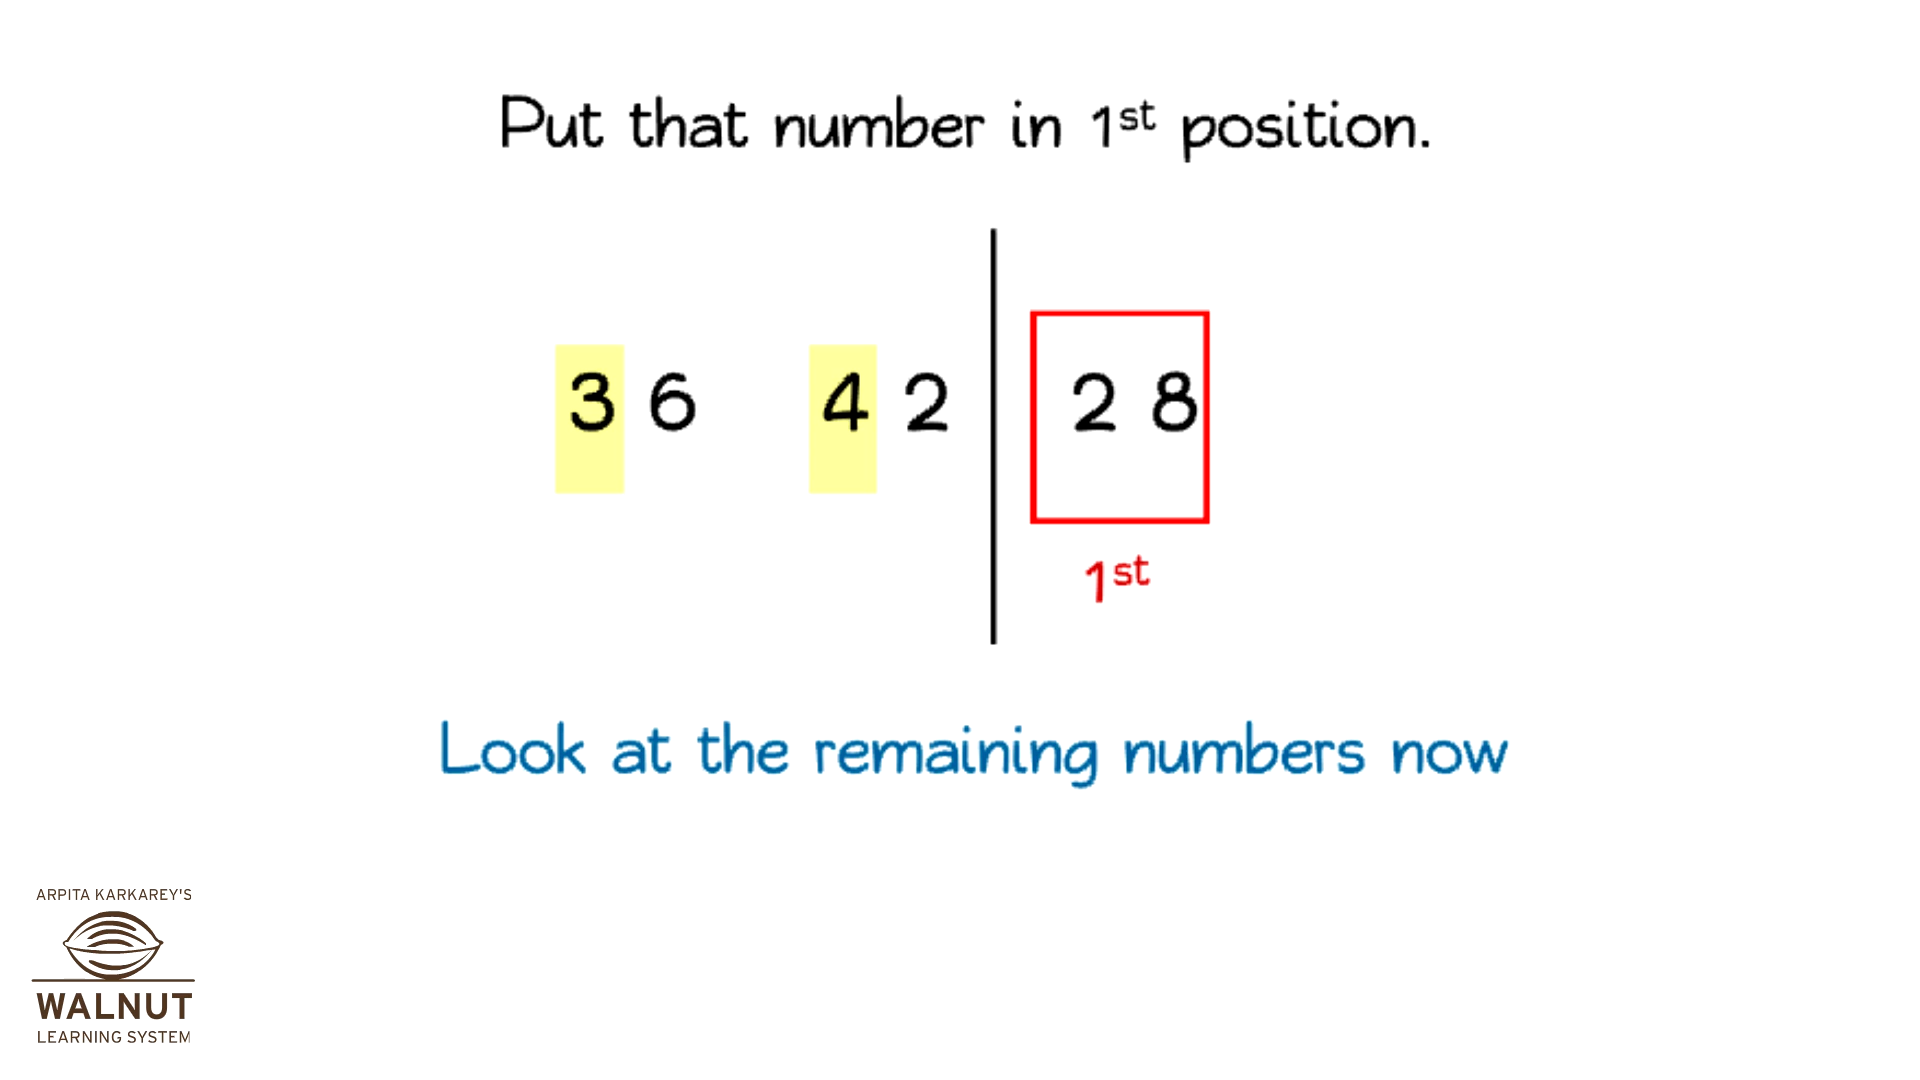 Put that number in 1st position.
3 6 4 2 2 8
1st
Look at the remaining numbers now
ARPITA KARKAREY'S
WALNUT
LEARNING SYSTEM